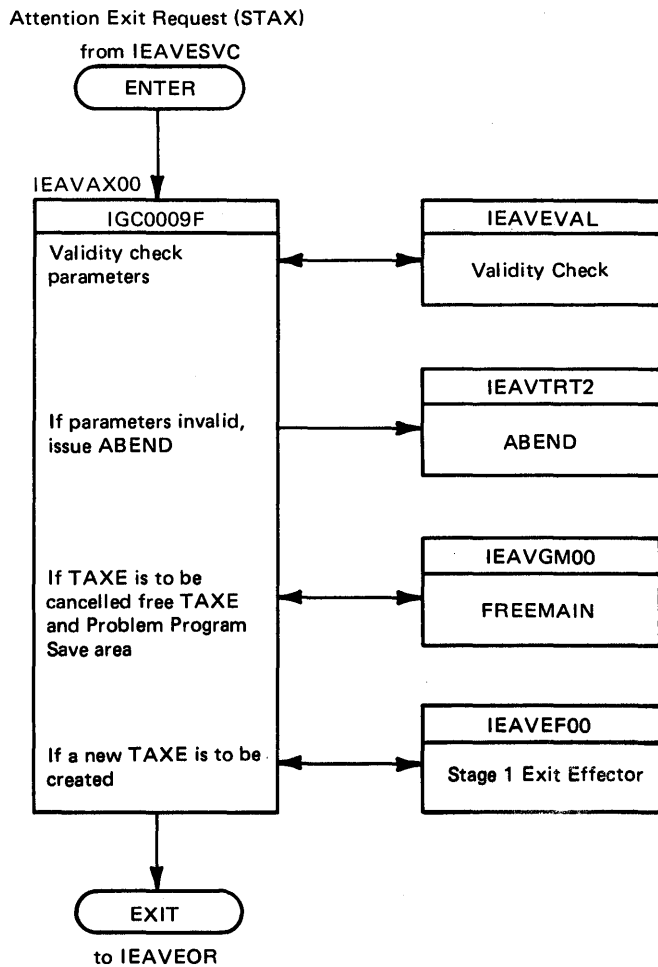 Attention Exit Request (STAX)
from IEAVESVC
ENTER
IEAVAX00
IGC0009F
Validity check
parameters
IEAVEVAL
Validity Check
If parameters invalid,
issue ABEND
IEAVTRT2
ABEND
If TAXE is to be
cancelled free TAXE
and Problem Program
Save area
IEAVGM00
FREEMAIN
If a new TAXE is to be
created
IEAVEF00
Stage 1 Exit Effector
EXIT
to IEAVEOR